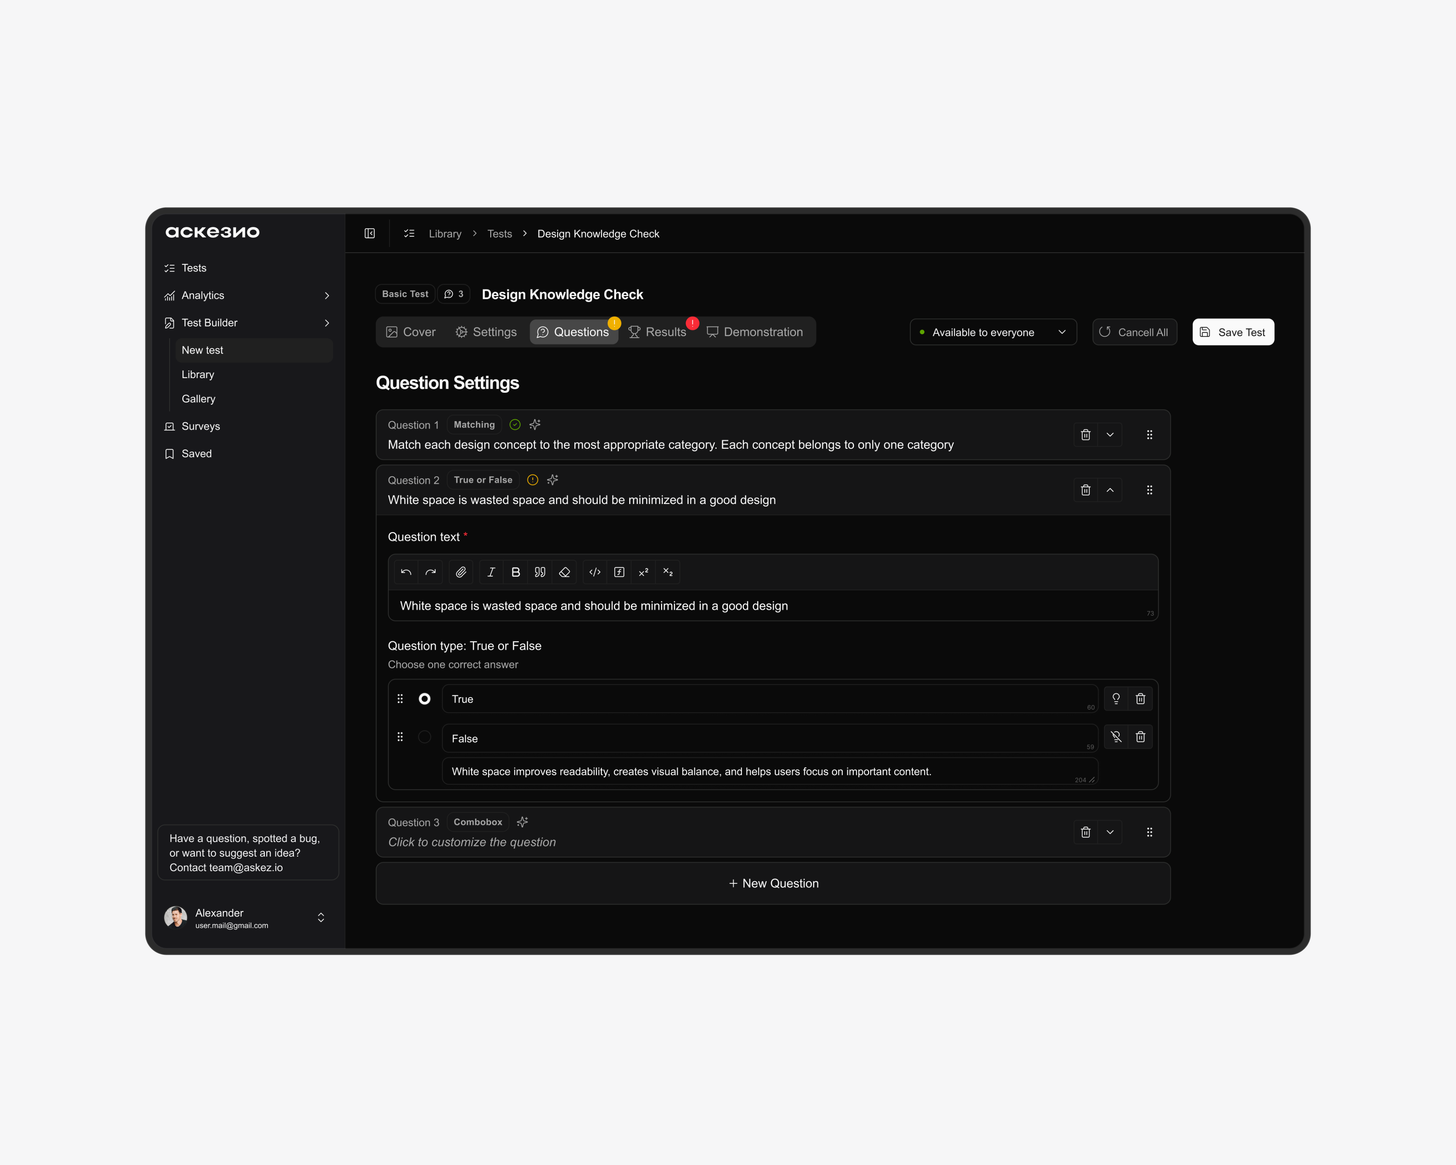 аскезио
Tests
Analytics
Test Builder
New test
Library
Gallery
Surveys
Saved
Have a question, spotted a bug,
or want to suggest an idea?
Contact team@askez.io
Alexander
user.mail@gmail.com
Library > Tests > Design Knowledge Check
Basic Test 3 Design Knowledge Check
Cover Settings Questions ! Results ! Demonstration
Available to everyone Cancell All Save Test
Question Settings
Question 1 Matching
Match each design concept to the most appropriate category. Each concept belongs to only one category
Question 2 True or False
White space is wasted space and should be minimized in a good design
Question text *
I B </> x² x₂
White space is wasted space and should be minimized in a good design
73
Question type: True or False
Choose one correct answer
True
60
False
59
White space improves readability, creates visual balance, and helps users focus on important content.
204
Question 3 Combobox
Click to customize the question
+ New Question